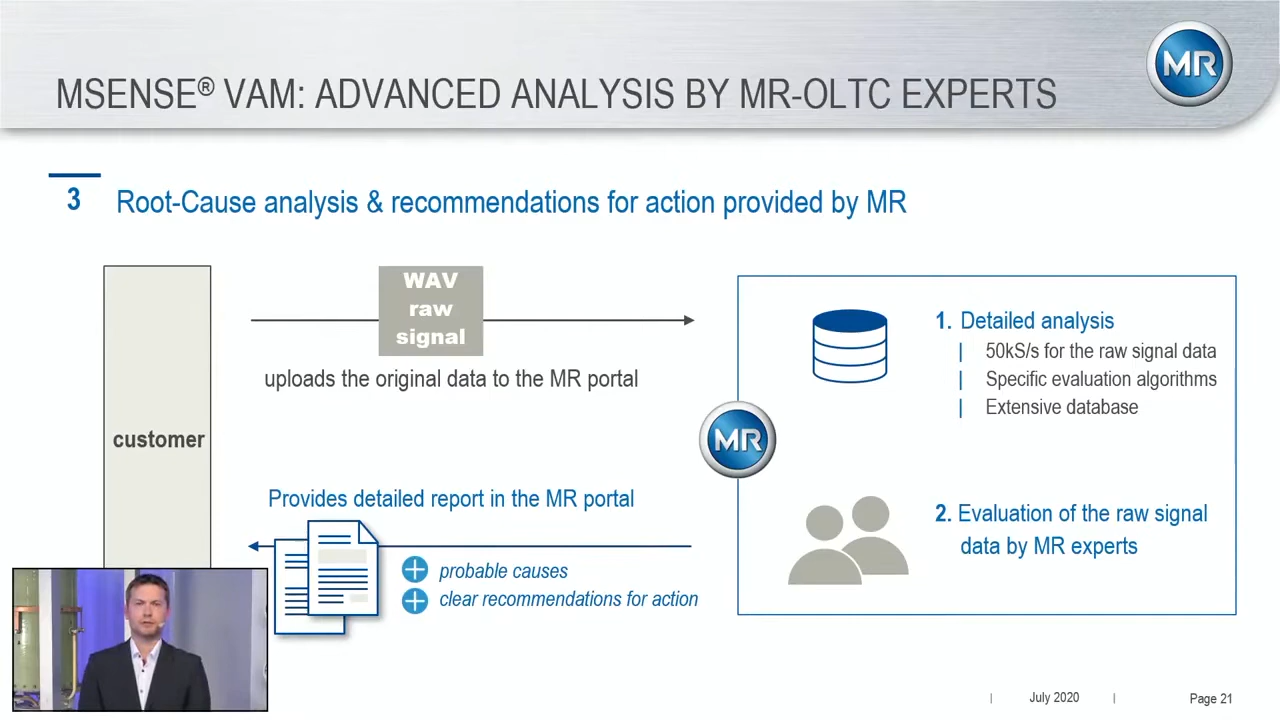 MSENSE® VAM: ADVANCED ANALYSIS BY MR-OLTC EXPERTS
MR
3
Root-Cause analysis & recommendations for action provided by MR
WAV
raw
signal
uploads the original data to the MR portal
customer
Provides detailed report in the MR portal
probable causes
clear recommendations for action
MR
1. Detailed analysis
| 50kS/s for the raw signal data
| Specific evaluation algorithms
| Extensive database
2. Evaluation of the raw signal
data by MR experts
| July 2020 | Page 21